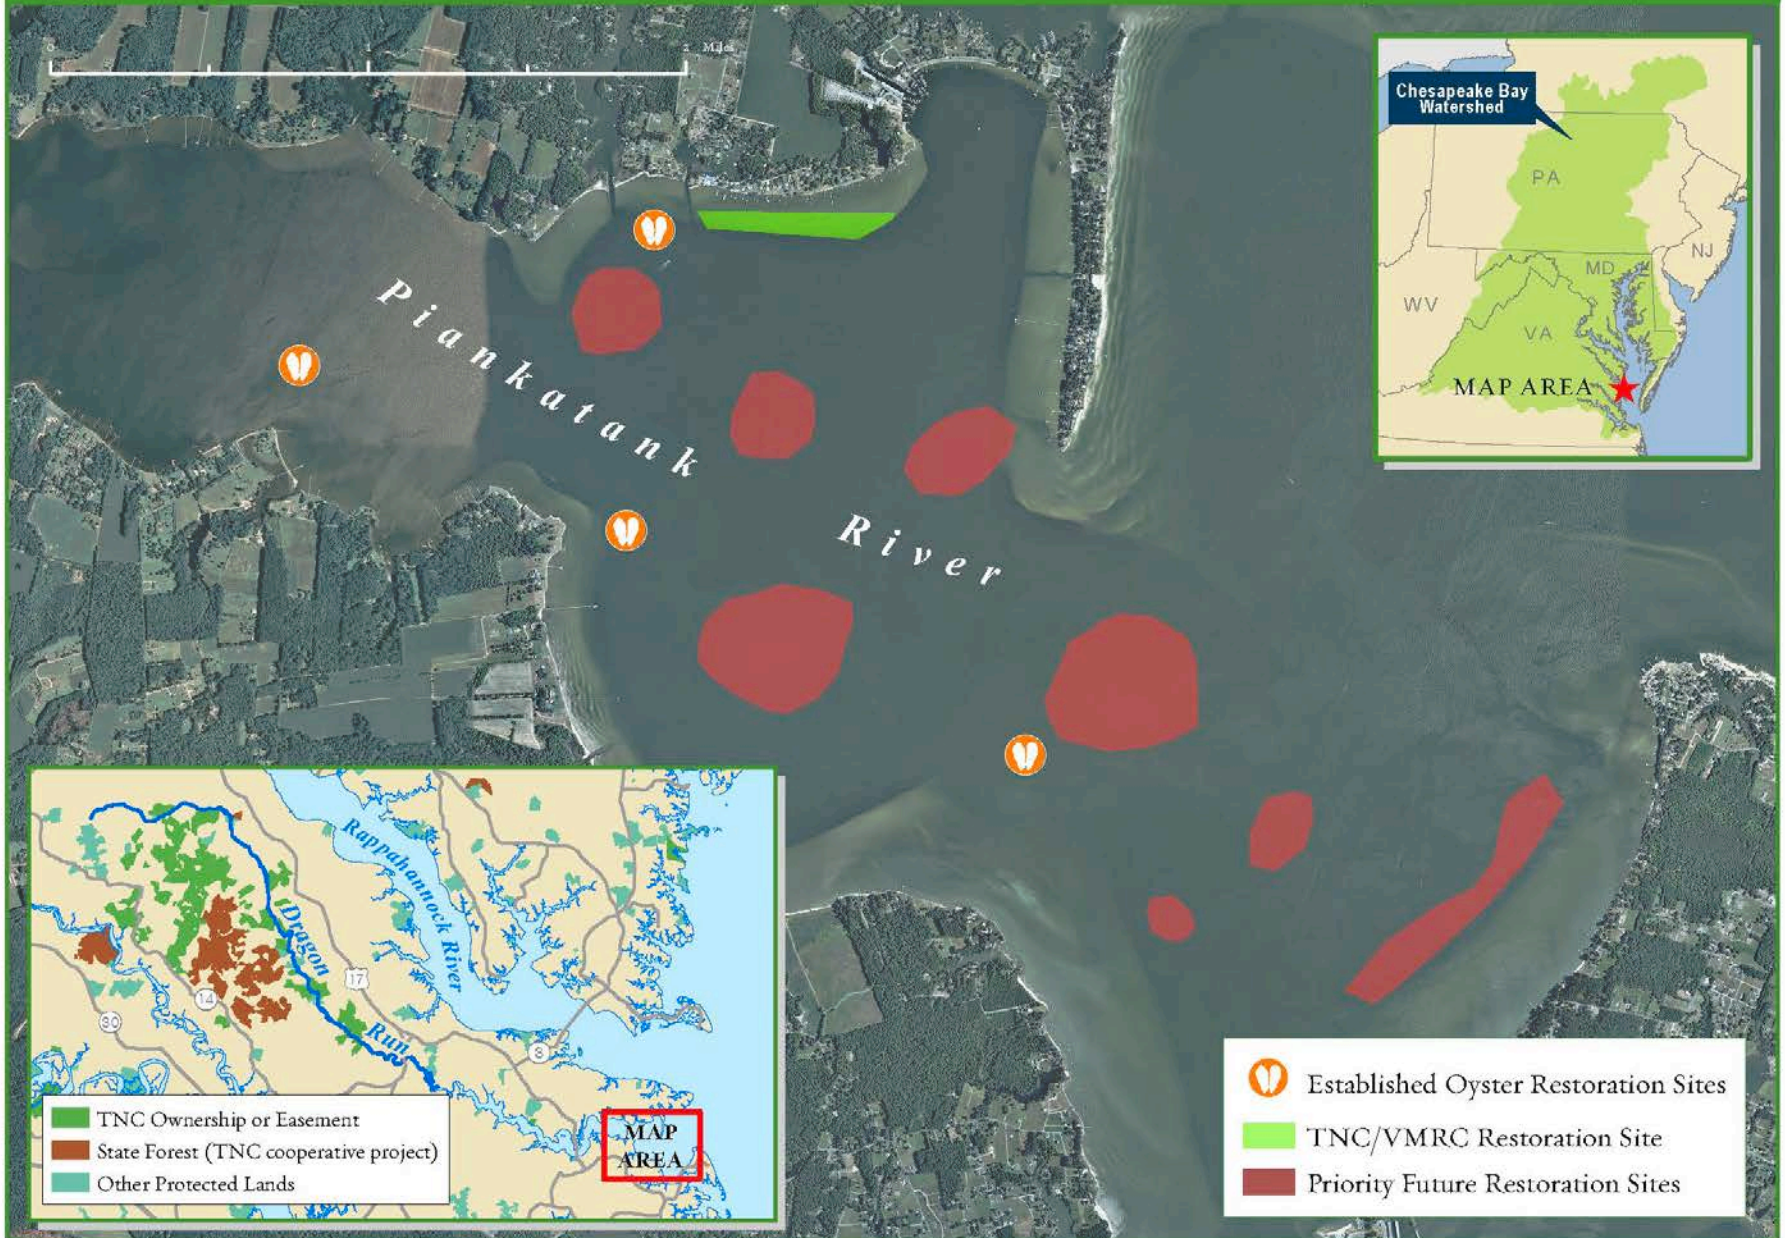 0 2 Miles
Piankatank
River
Chesapeake Bay
Watershed
PA
NJ
MD
WV
VA
MAP AREA
Rappahannock River
Dragon
Run
17
14
30
3
MAP
AREA
TNC Ownership or Easement
State Forest (TNC cooperative project)
Other Protected Lands
Established Oyster Restoration Sites
TNC/VMRC Restoration Site
Priority Future Restoration Sites